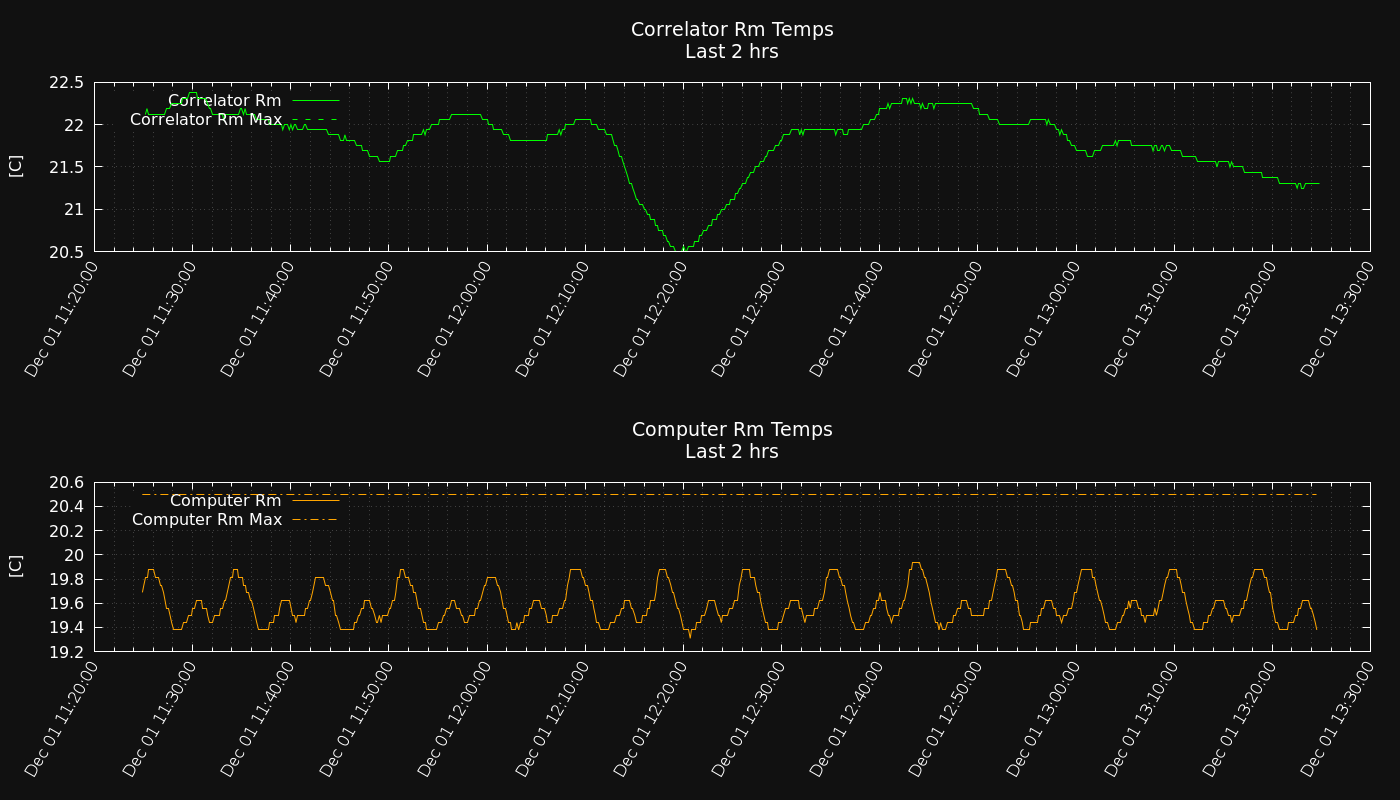 Correlator Rm Temps
Last 2 hrs
22.5
22
21.5
21
20.5
[C]
Correlator Rm
Correlator Rm Max
Dec 01 11:20:00
Dec 01 11:30:00
Dec 01 11:40:00
Dec 01 11:50:00
Dec 01 12:00:00
Dec 01 12:10:00
Dec 01 12:20:00
Dec 01 12:30:00
Dec 01 12:40:00
Dec 01 12:50:00
Dec 01 13:00:00
Dec 01 13:10:00
Dec 01 13:20:00
Dec 01 13:30:00
Computer Rm Temps
Last 2 hrs
20.6
20.4
20.2
20
19.8
19.6
19.4
19.2
[C]
Computer Rm
Computer Rm Max
Dec 01 11:20:00
Dec 01 11:30:00
Dec 01 11:40:00
Dec 01 11:50:00
Dec 01 12:00:00
Dec 01 12:10:00
Dec 01 12:20:00
Dec 01 12:30:00
Dec 01 12:40:00
Dec 01 12:50:00
Dec 01 13:00:00
Dec 01 13:10:00
Dec 01 13:20:00
Dec 01 13:30:00